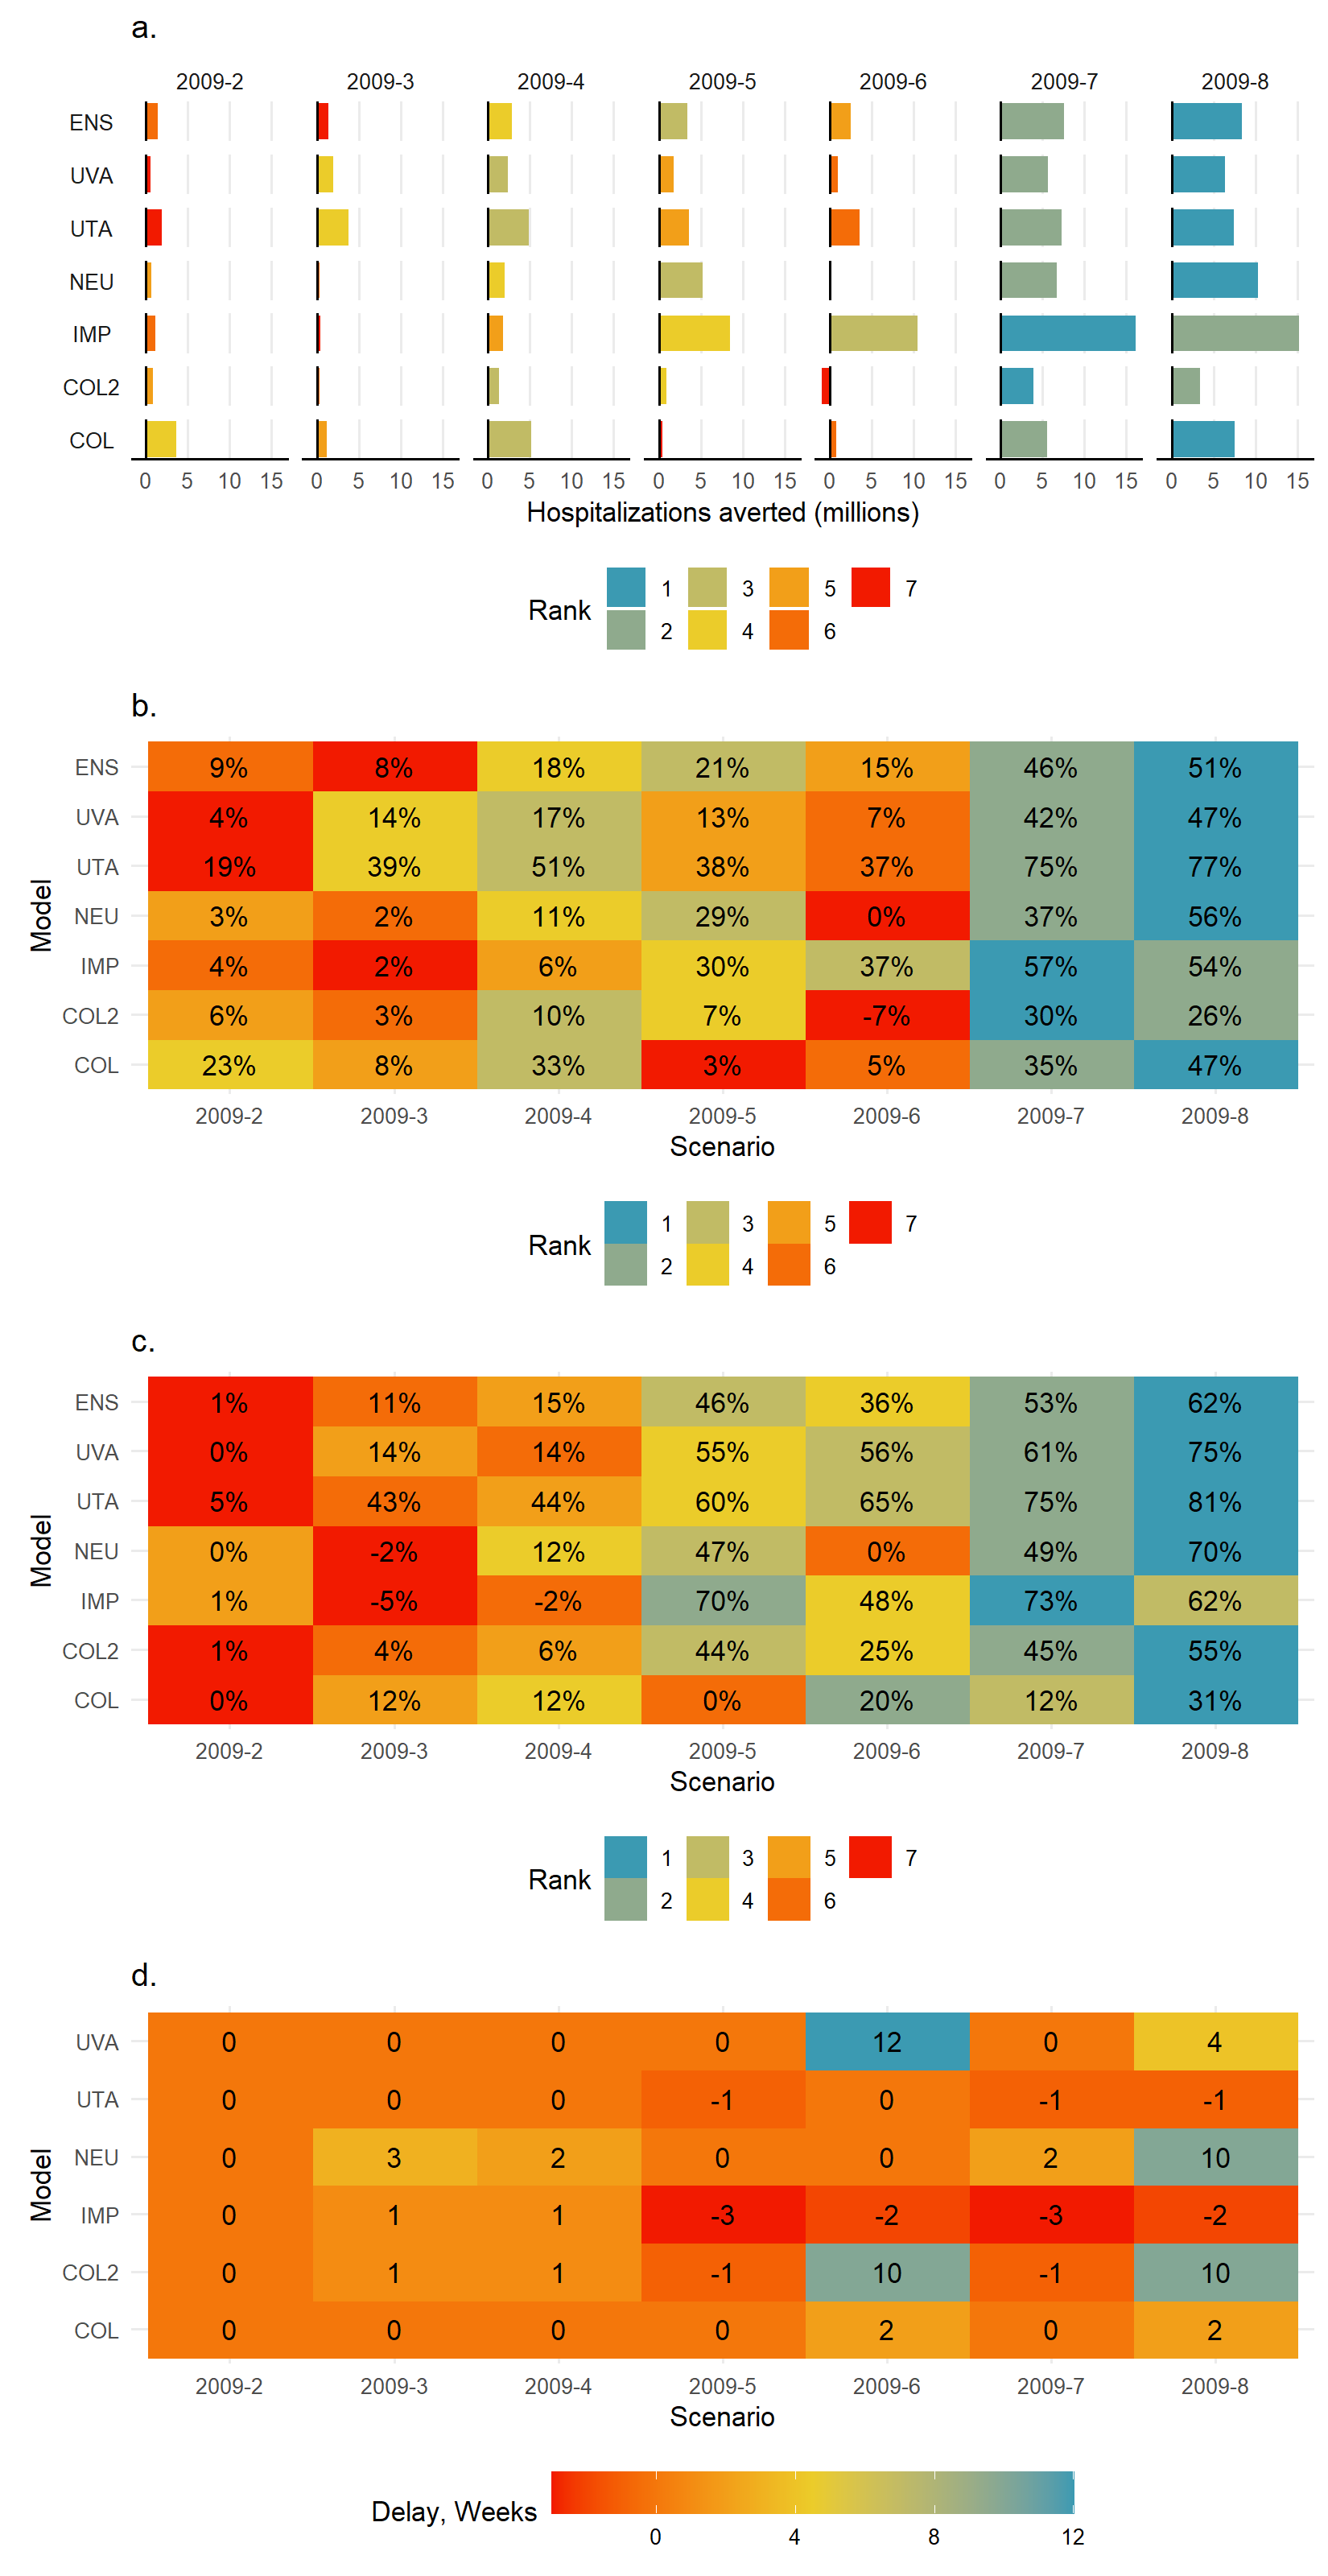 a.
2009-2 2009-3 2009-4 2009-5 2009-6 2009-7 2009-8
ENS
UVA
UTA
NEU
IMP
COL2
COL
0 5 10 15 0 5 10 15 0 5 10 15 0 5 10 15 0 5 10 15 0 5 10 15 0 5 10 15
Hospitalizations averted (millions)
Rank
1 3 5 7
2 4 6
b.
Model
ENS 9% 8% 18% 21% 15% 46% 51%
UVA 4% 14% 17% 13% 7% 42% 47%
UTA 19% 39% 51% 38% 37% 75% 77%
NEU 3% 2% 11% 29% 0% 37% 56%
IMP 4% 2% 6% 30% 37% 57% 54%
COL2 6% 3% 10% 7% -7% 30% 26%
COL 23% 8% 33% 3% 5% 35% 47%
2009-2 2009-3 2009-4 2009-5 2009-6 2009-7 2009-8
Scenario
Rank
1 3 5 7
2 4 6
c.
Model
ENS 1% 11% 15% 46% 36% 53% 62%
UVA 0% 14% 14% 55% 56% 61% 75%
UTA 5% 43% 44% 60% 65% 75% 81%
NEU 0% -2% 12% 47% 0% 49% 70%
IMP 1% -5% -2% 70% 48% 73% 62%
COL2 1% 4% 6% 44% 25% 45% 55%
COL 0% 12% 12% 0% 20% 12% 31%
2009-2 2009-3 2009-4 2009-5 2009-6 2009-7 2009-8
Scenario
Rank
1 3 5 7
2 4 6
d.
Model
UVA 0 0 0 0 12 0 4
UTA 0 0 0 -1 0 -1 -1
NEU 0 3 2 0 0 2 10
IMP 0 1 1 -3 -2 -3 -2
COL2 0 1 1 -1 10 -1 10
COL 0 0 0 0 2 0 2
2009-2 2009-3 2009-4 2009-5 2009-6 2009-7 2009-8
Scenario
Delay, Weeks
0 4 8 12